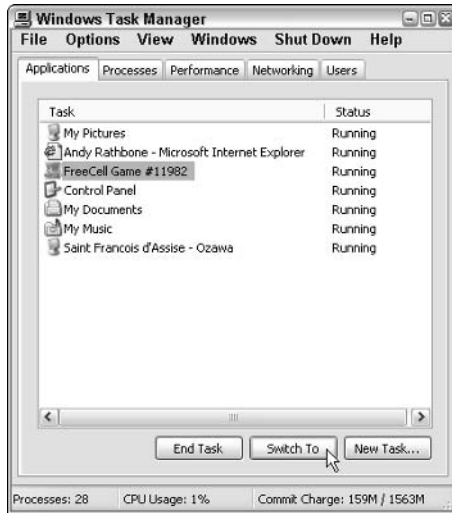 Windows Task Manager
File Options View Windows Shut Down Help
Applications Processes Performance Networking Users
Task Status
My Pictures Running
Andy Rathbone - Microsoft Internet Explorer Running
FreeCell Game #11982 Running
Control Panel Running
My Documents Running
My Music Running
Saint Francois d'Assise - Ozawa Running
End Task Switch To New Task...
Processes: 28 CPU Usage: 1% Commit Charge: 159M / 1563M